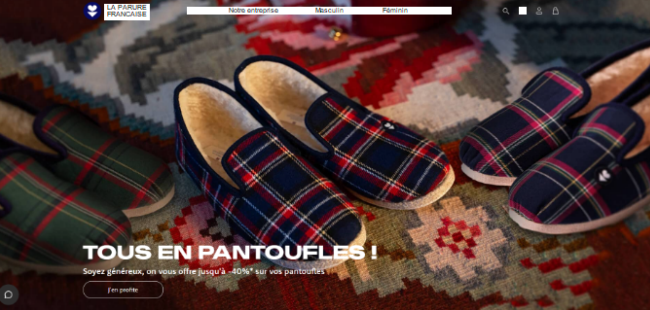 LA PARURE
FRANÇAISE
Notre entreprise
Masculin
Féminin
TOUS EN PANTOUFLES !
Soyez généreux, on vous offre jusqu'à -40%* sur vos pantoufles
J'en profite